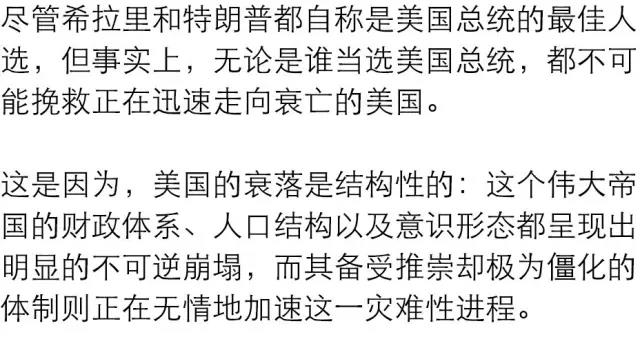 尽管希拉里和特朗普都自称是美国总统的最佳人
选，但事实上，无论是谁当选美国总统，都不可
能挽救正在迅速走向衰亡的美国。
这是因为，美国的衰落是结构性的：这个伟大帝
国的财政体系、人口结构以及意识形态都呈现出
明显的不可逆崩塌，而其备受推崇却极为僵化的
体制则正在无情地加速这一灾难性进程。